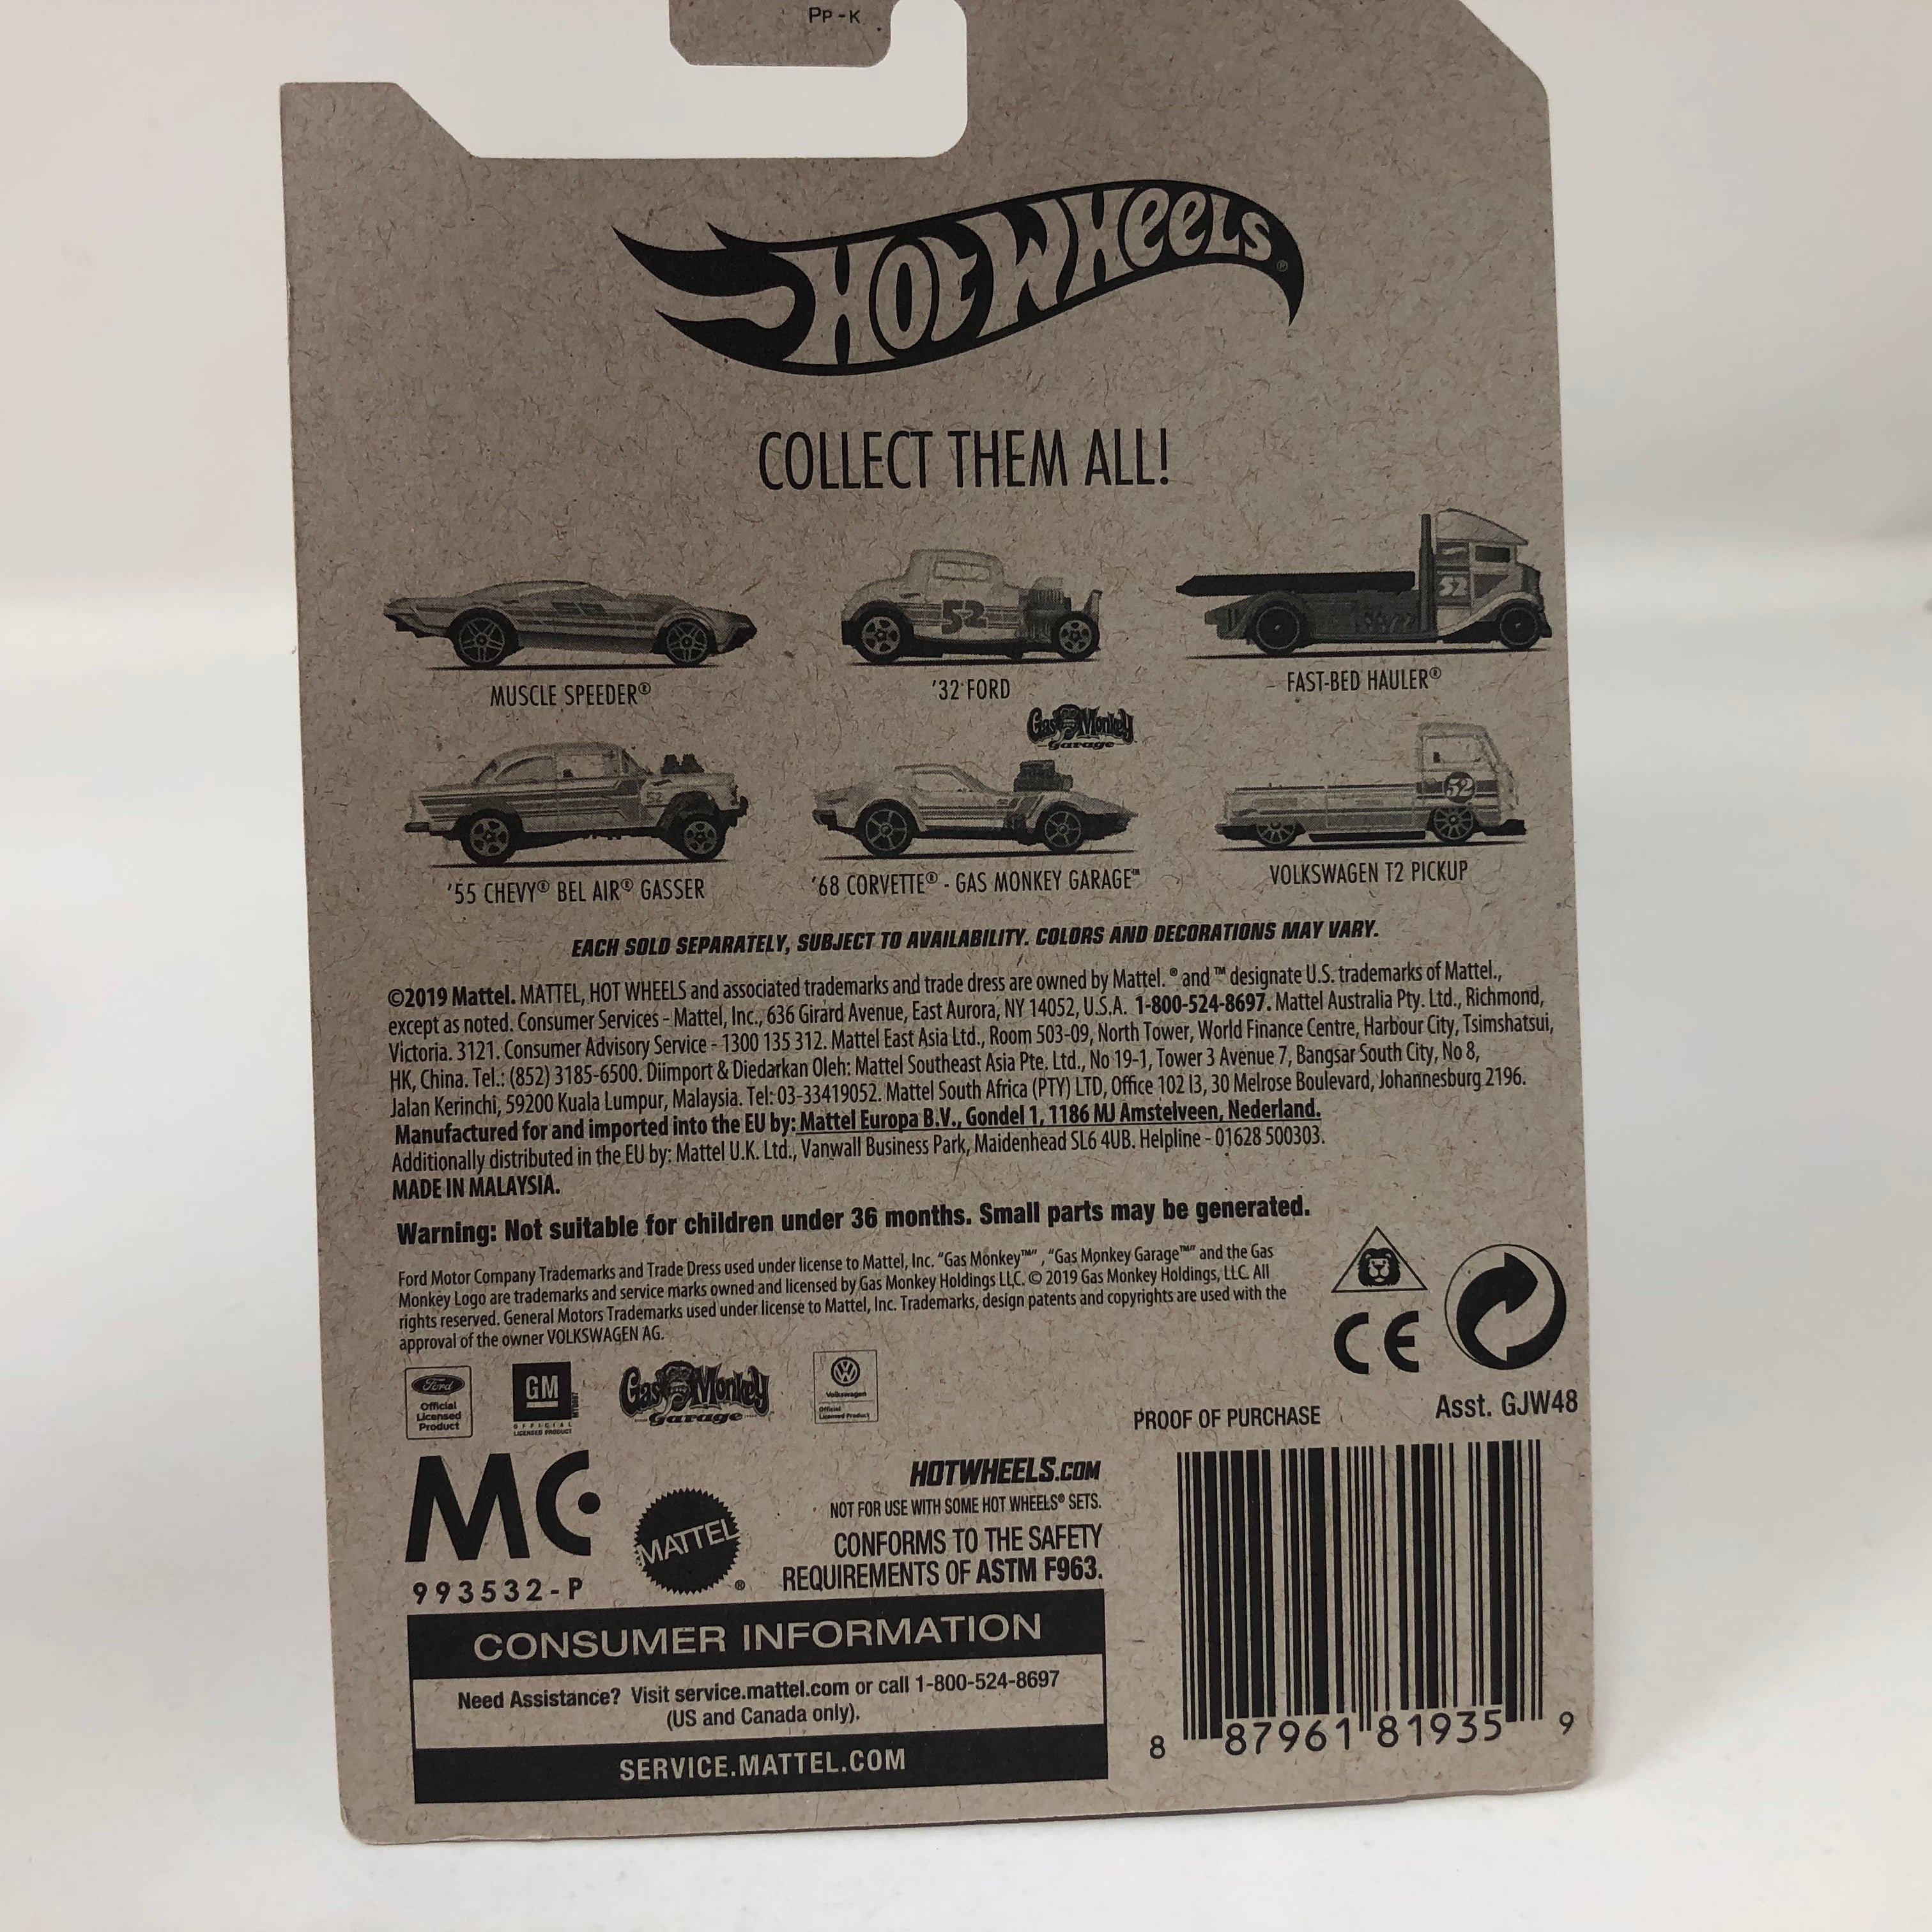 PP - K
HOT WHEELS®
COLLECT THEM ALL!
52
52
MUSCLE SPEEDER®
'32 FORD
FAST-BED HAULER®
Gas Monkey
Garage
52
52
'55 CHEVY® BEL AIR® GASSER
'68 CORVETTE® - GAS MONKEY GARAGE™
VOLKSWAGEN T2 PICKUP
EACH SOLD SEPARATELY, SUBJECT TO AVAILABILITY. COLORS AND DECORATIONS MAY VARY.
©2019 Mattel. MATTEL, HOT WHEELS and associated trademarks and trade dress are owned by Mattel. ® and ™ designate U.S. trademarks of Mattel.,
except as noted. Consumer Services - Mattel, Inc., 636 Girard Avenue, East Aurora, NY 14052, U.S.A. 1-800-524-8697. Mattel Australia Pty. Ltd., Richmond,
Victoria. 3121. Consumer Advisory Service - 1300 135 312. Mattel East Asia Ltd., Room 503-09, North Tower, World Finance Centre, Harbour City, Tsimshatsui,
HK, China. Tel.: (852) 3185-6500. Diimport & Diedarkan Oleh: Mattel Southeast Asia Pte. Ltd., No 19-1, Tower 3 Avenue 7, Bangsar South City, No 8,
Jalan Kerinchi, 59200 Kuala Lumpur, Malaysia. Tel: 03-33419052. Mattel South Africa (PTY) LTD, Office 102 I3, 30 Melrose Boulevard, Johannesburg 2196.
Manufactured for and imported into the EU by: Mattel Europa B.V., Gondel 1, 1186 MJ Amstelveen, Nederland.
Additionally distributed in the EU by: Mattel U.K. Ltd., Vanwall Business Park, Maidenhead SL6 4UB. Helpline - 01628 500303.
MADE IN MALAYSIA.
Warning: Not suitable for children under 36 months. Small parts may be generated.
Ford Motor Company Trademarks and Trade Dress used under license to Mattel, Inc. "Gas Monkey™", "Gas Monkey Garage™" and the Gas
Monkey Logo are trademarks and service marks owned and licensed by Gas Monkey Holdings LLC. © 2019 Gas Monkey Holdings, LLC. All
rights reserved. General Motors Trademarks used under license to Mattel, Inc. Trademarks, design patents and copyrights are used with the
approval of the owner VOLKSWAGEN AG.
CE
Ford
Official
Licensed
Product
GM
OFFICIAL
LICENSED PRODUCT
Gas Monkey
Garage
Volkswagen
Official
Licensed Product
PROOF OF PURCHASE
Asst. GJW48
MC
993532-P
MATTEL®
HOTWHEELS.COM
NOT FOR USE WITH SOME HOT WHEELS® SETS.
CONFORMS TO THE SAFETY
REQUIREMENTS OF ASTM F963.
CONSUMER INFORMATION
Need Assistance? Visit service.mattel.com or call 1-800-524-8697
(US and Canada only).
SERVICE.MATTEL.COM
8 87961 81935 9